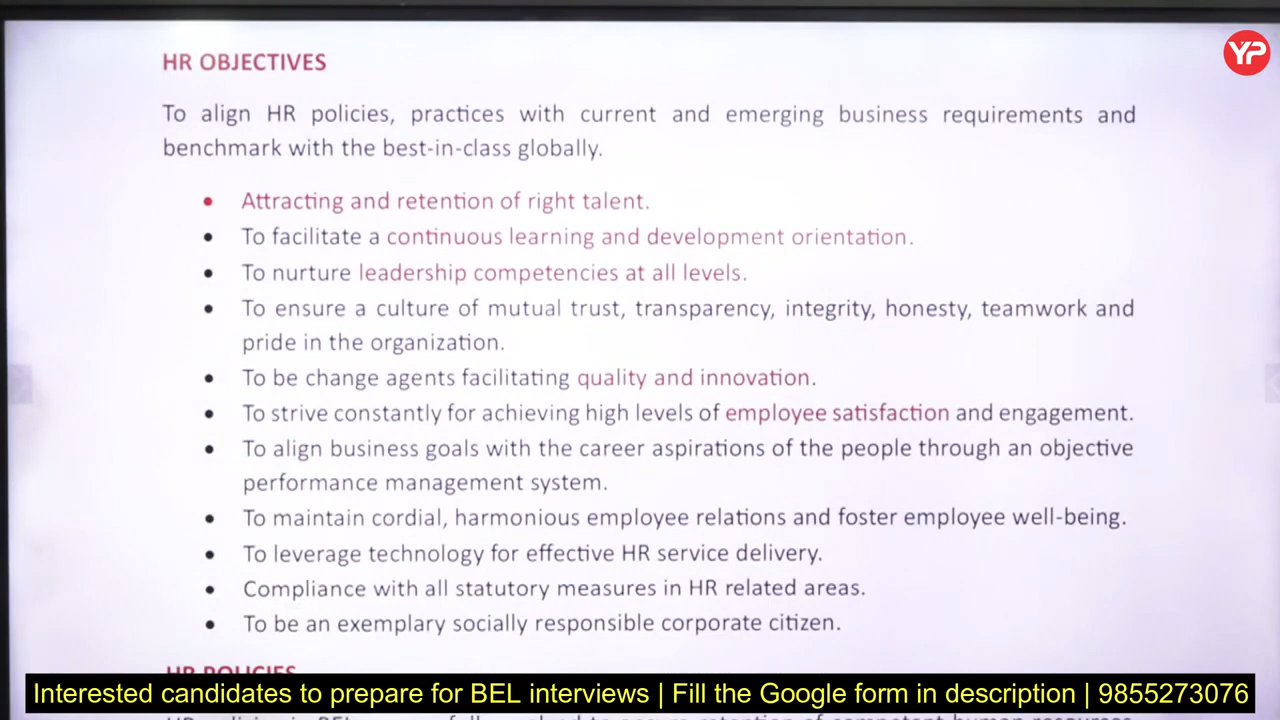 YP
HR OBJECTIVES
To align HR policies, practices with current and emerging business requirements and
benchmark with the best-in-class globally.
• Attracting and retention of right talent.
• To facilitate a continuous learning and development orientation.
• To nurture leadership competencies at all levels.
• To ensure a culture of mutual trust, transparency, integrity, honesty, teamwork and
pride in the organization.
• To be change agents facilitating quality and innovation.
• To strive constantly for achieving high levels of employee satisfaction and engagement.
• To align business goals with the career aspirations of the people through an objective
performance management system.
• To maintain cordial, harmonious employee relations and foster employee well-being.
• To leverage technology for effective HR service delivery.
• Compliance with all statutory measures in HR related areas.
• To be an exemplary socially responsible corporate citizen.
HR POLICIES
Interested candidates to prepare for BEL interviews | Fill the Google form in description | 9855273076